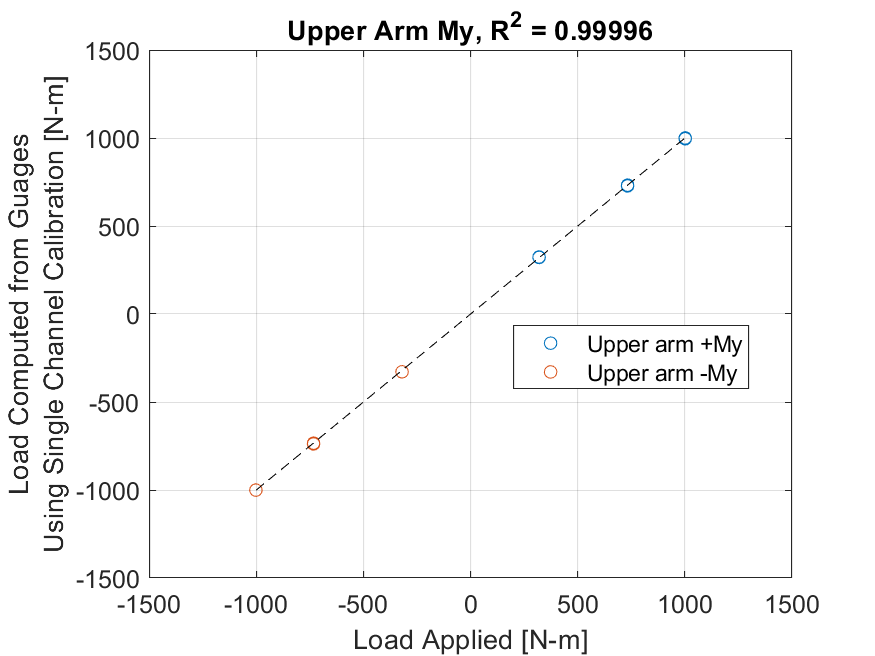 Upper Arm My, R2 = 0.99996
Load Computed from Guages
Using Single Channel Calibration [N-m]
1500
1000
500
0
-500
-1000
-1500
Upper arm +My
Upper arm -My
-1500
-1000
-500
0
500
1000
1500
Load Applied [N-m]